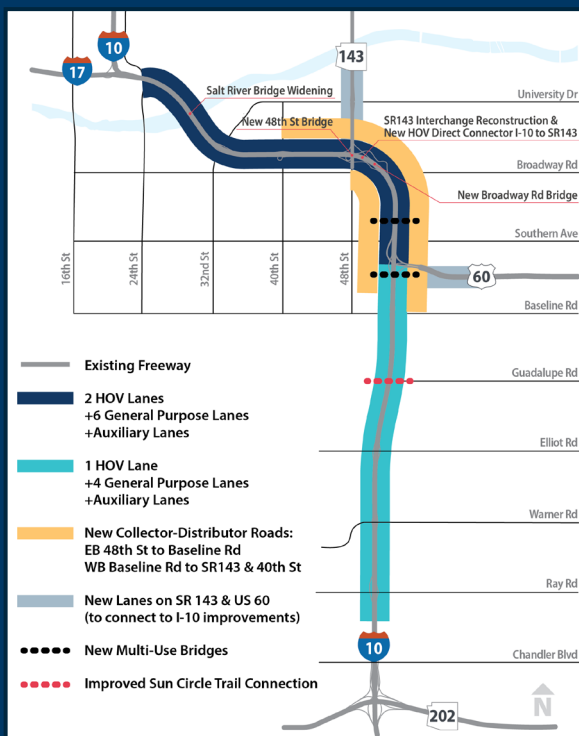 10
17
143
Salt River Bridge Widening
University Dr
New 48th St Bridge
SR143 Interchange Reconstruction &
New HOV Direct Connector I-10 to SR143
Broadway Rd
New Broadway Rd Bridge
Southern Ave
16th St
24th St
32nd St
40th St
48th St
60
Baseline Rd
Existing Freeway
Guadalupe Rd
2 HOV Lanes
+6 General Purpose Lanes
+Auxiliary Lanes
Elliot Rd
1 HOV Lane
+4 General Purpose Lanes
+Auxiliary Lanes
Warner Rd
New Collector-Distributor Roads:
EB 48th St to Baseline Rd
WB Baseline Rd to SR143 & 40th St
Ray Rd
New Lanes on SR 143 & US 60
(to connect to I-10 improvements)
10
New Multi-Use Bridges
Chandler Blvd
Improved Sun Circle Trail Connection
202
N